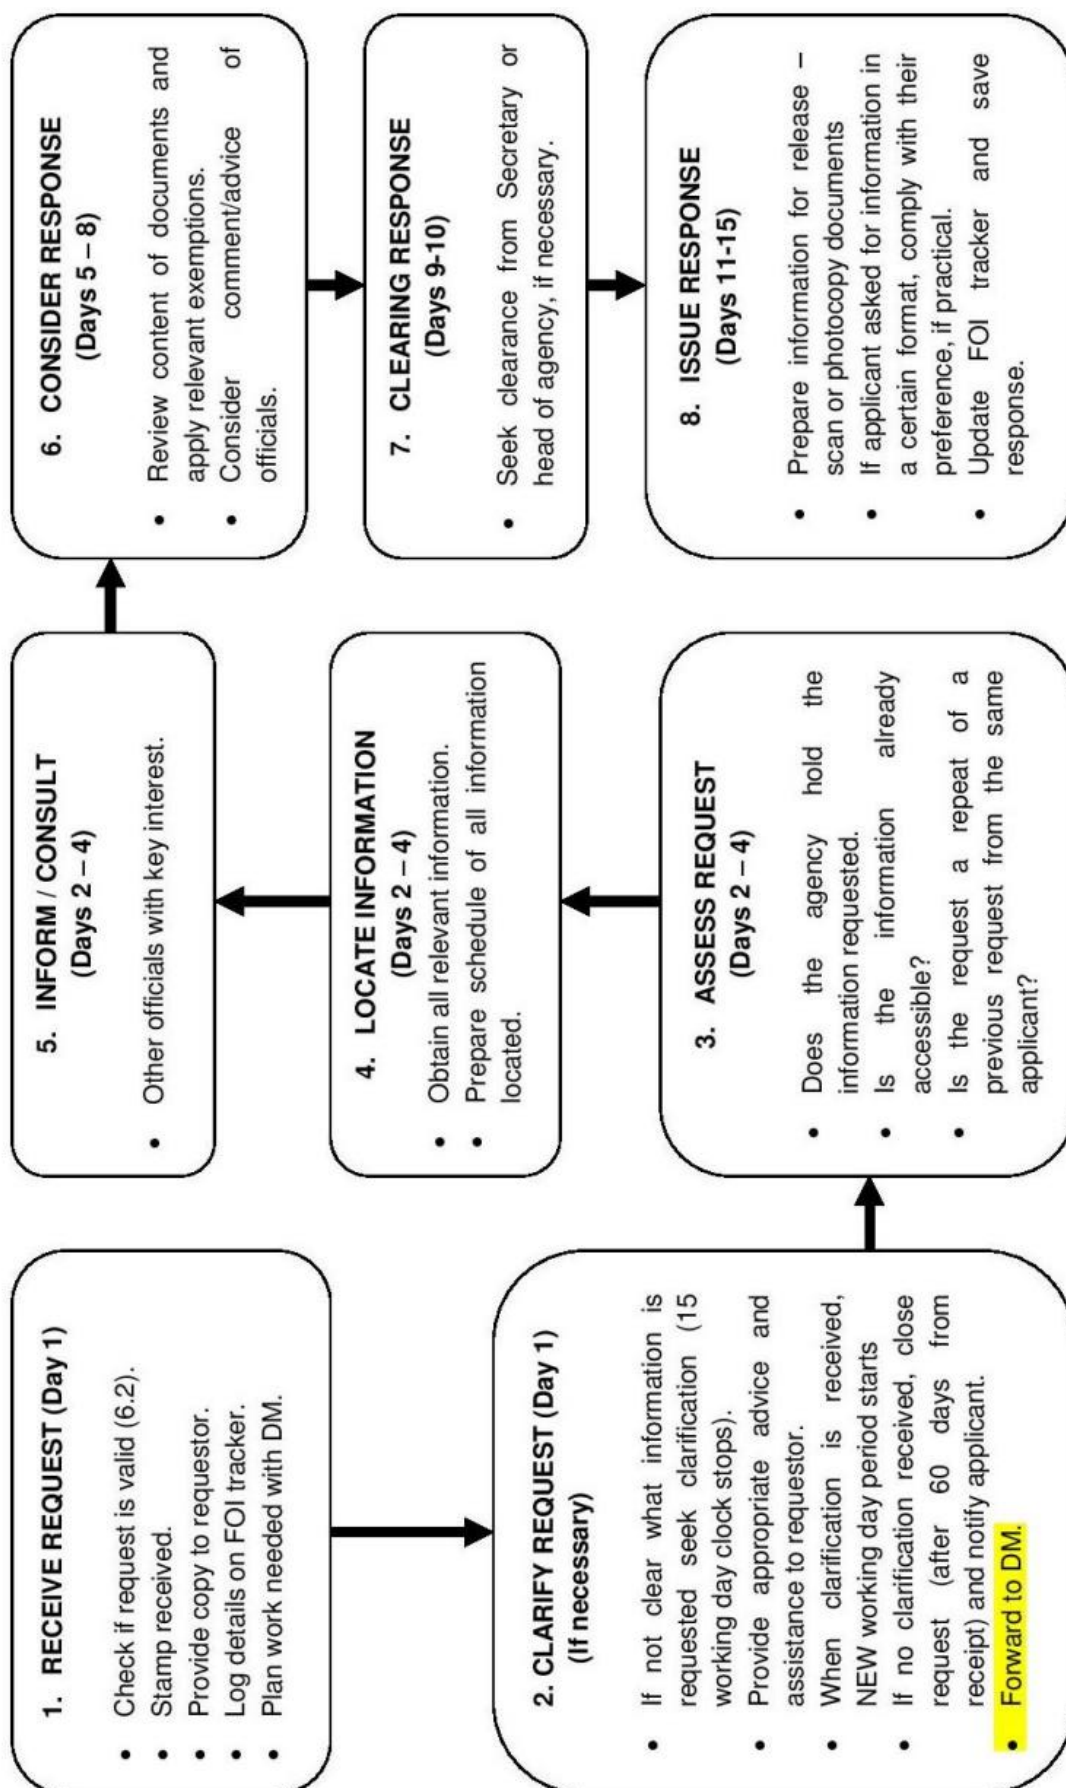 1. RECEIVE REQUEST (Day 1)
• Check if request is valid (6.2).
• Stamp received.
• Provide copy to requestor.
• Log details on FOI tracker.
• Plan work needed with DM.
2. CLARIFY REQUEST (Day 1)
(If necessary)
• If not clear what information is
requested seek clarification (15
working day clock stops).
• Provide appropriate advice and
assistance to requestor.
• When clarification is received,
NEW working day period starts
• If no clarification received, close
request (after 60 days from
receipt) and notify applicant.
• Forward to DM.
3. ASSESS REQUEST
(Days 2 – 4)
• Does the agency hold the
information requested.
• Is the information already
accessible?
• Is the request a repeat of a
previous request from the same
applicant?
4. LOCATE INFORMATION
(Days 2 – 4)
• Obtain all relevant information.
• Prepare schedule of all information
located.
5. INFORM / CONSULT
(Days 2 – 4)
• Other officials with key interest.
6. CONSIDER RESPONSE
(Days 5 – 8)
• Review content of documents and
apply relevant exemptions.
• Consider comment/advice of
officials.
7. CLEARING RESPONSE
(Days 9-10)
• Seek clearance from Secretary or
head of agency, if necessary.
8. ISSUE RESPONSE
(Days 11-15)
• Prepare information for release –
scan or photocopy documents
• If applicant asked for information in
a certain format, comply with their
preference, if practical.
• Update FOI tracker and save
response.